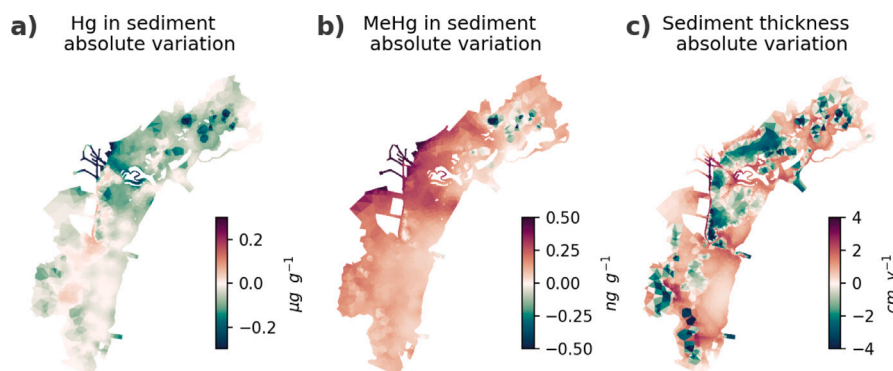 a) Hg in sediment
absolute variation
b) MeHg in sediment
absolute variation
c) Sediment thickness
absolute variation
0.2
0.0
−0.2
μg g⁻¹
0.50
0.25
0.00
−0.25
−0.50
ng g⁻¹
4
2
0
−2
−4
cm y⁻¹